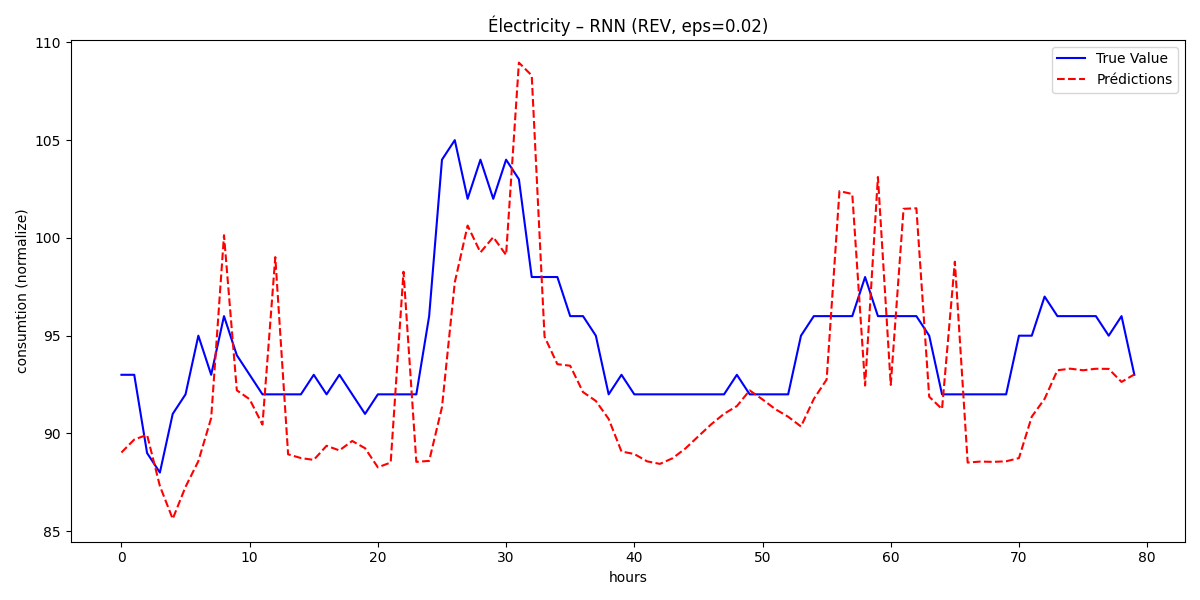 Électricity – RNN (REV, eps=0.02)
True Value
Prédictions
consumtion (normalize)
110
105
100
95
90
85
0 10 20 30 40 50 60 70 80
hours